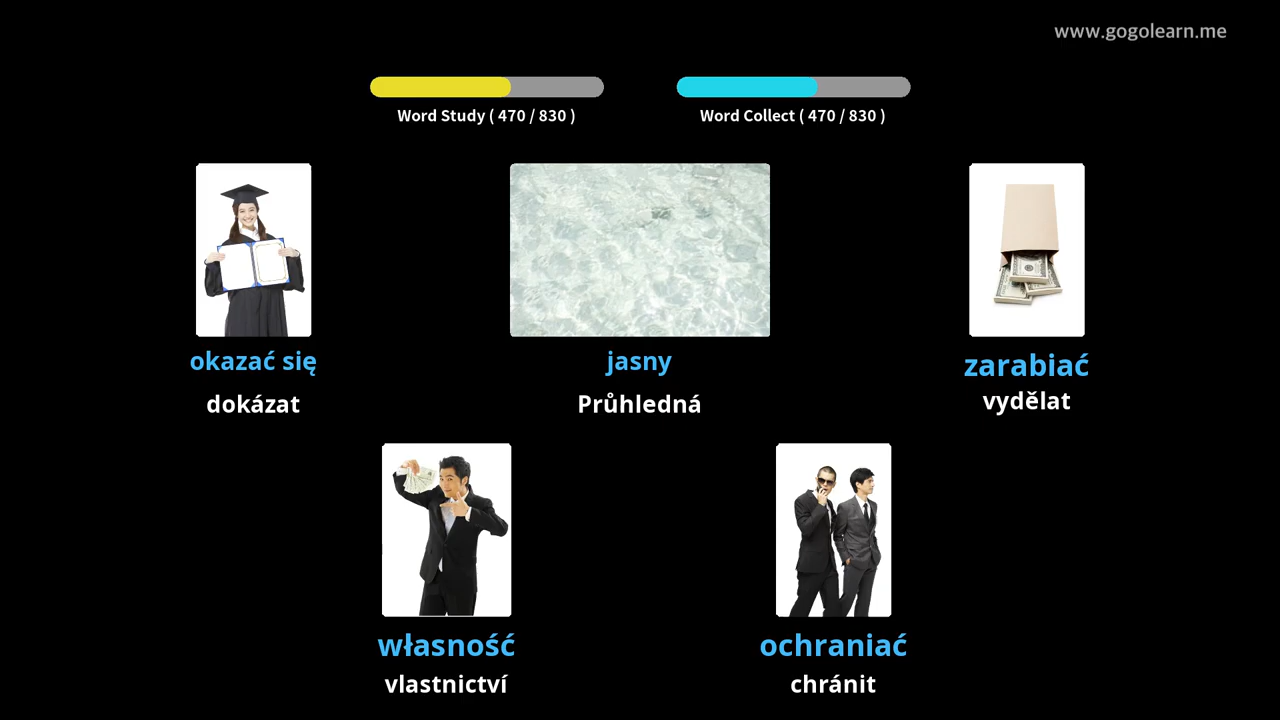 www.gogolearn.me
Word Study ( 470 / 830 )
Word Collect ( 470 / 830 )
okazać się
dokázat
jasny
Průhledná
zarabiać
vydělat
własność
vlastnictví
ochraniać
chránit